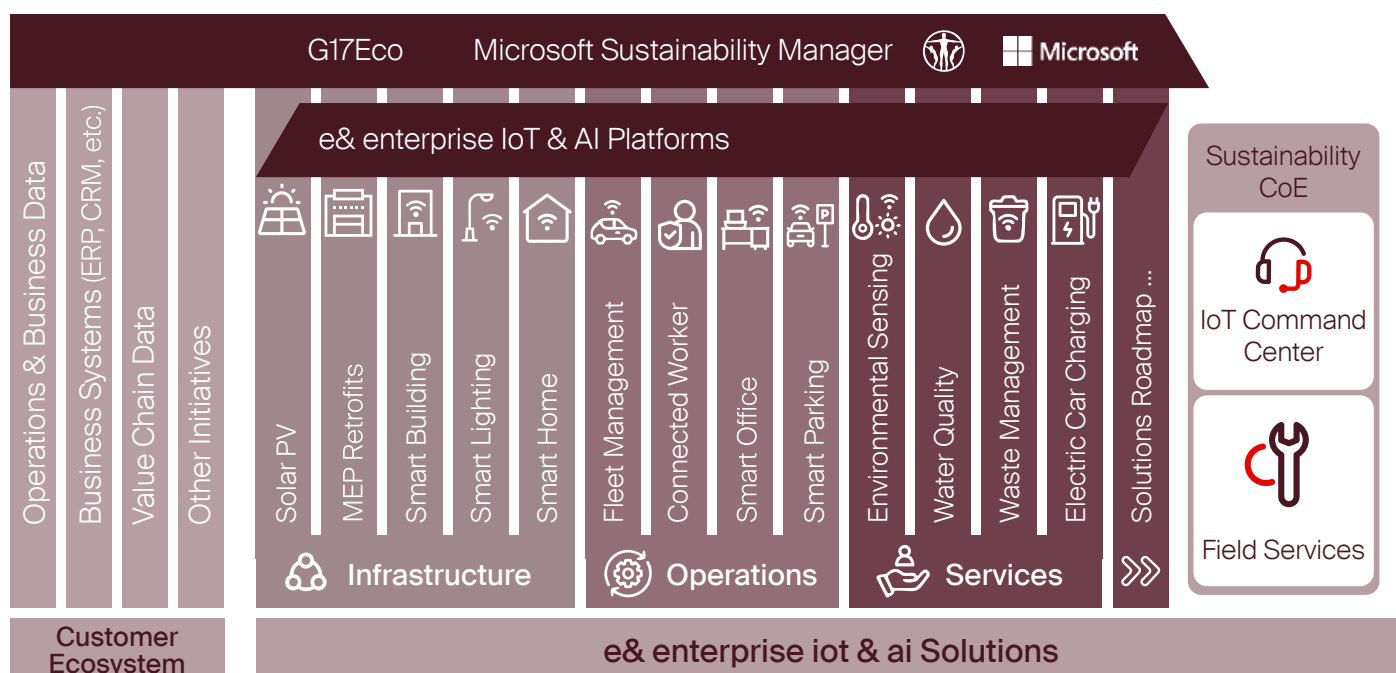 G17Eco
Microsoft Sustainability Manager
Microsoft
Operations & Business Data
Business Systems (ERP, CRM, etc.)
Value Chain Data
Other Initiatives
e& enterprise IoT & AI Platforms
Solar PV
MEP Retrofits
Smart Building
Smart Lighting
Smart Home
Fleet Management
Connected Worker
Smart Office
P
Smart Parking
Environmental Sensing
Water Quality
Waste Management
Electric Car Charging
Solutions Roadmap ...
Infrastructure
Operations
Services
Sustainability
CoE
IoT Command
Center
Field Services
Customer
Ecosystem
e& enterprise iot & ai Solutions